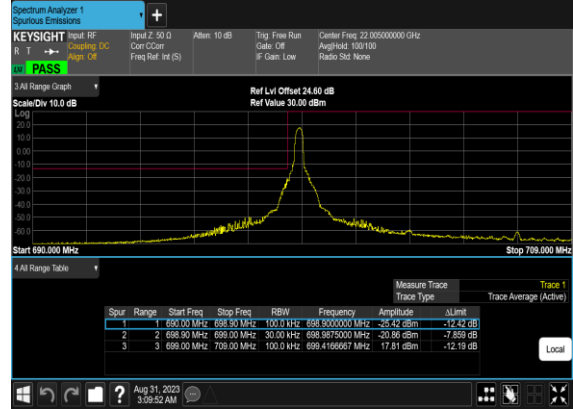 Spectrum Analyzer 1
Spurious Emissions
KEYSIGHT Input: RF Input Z: 50 Ω Atten: 10 dB Trig: Free Run Center Freq: 22.005000000 GHz
R T Coupling: DC Corr CCorr Gate: Off Avg|Hold: 100/100
Align: Off Freq Ref: Int (S) IF Gain: Low Radio Std: None
PASS
3 All Range Graph
Ref Lvl Offset 24.60 dB
Scale/Div 10.0 dB Ref Value 30.00 dBm
Log
20.0
10.0
0.00
-10.0
-20.0
-30.0
-40.0
-50.0
-60.0
Start 690.000 MHz Stop 709.000 MHz
4 All Range Table
Measure Trace Trace 1
Trace Type Trace Average (Active)
Spur Range Start Freq Stop Freq RBW Frequency Amplitude ΔLimit
1 1 690.00 MHz 698.90 MHz 100.0 kHz 698.9000000 MHz -25.42 dBm -12.42 dB
2 2 698.90 MHz 699.00 MHz 30.00 kHz 698.9875000 MHz -20.86 dBm -7.859 dB
3 3 699.00 MHz 709.00 MHz 100.0 kHz 699.4166667 MHz 17.81 dBm -12.19 dB
Local
? Aug 31, 2023
3:09:52 AM